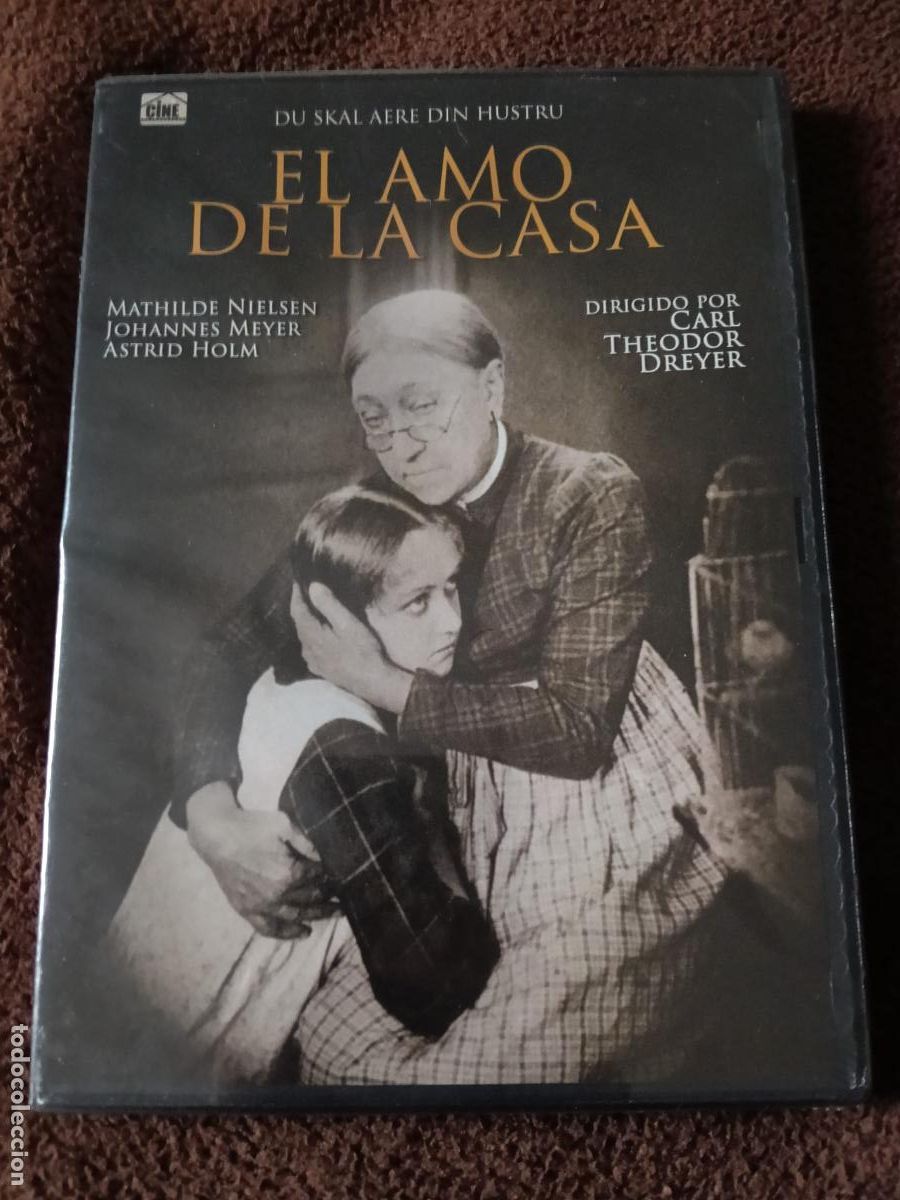 CINE
DU SKAL AERE DIN HUSTRU
EL AMO
DE LA CASA
MATHILDE NIELSEN
JOHANNES MEYER
ASTRID HOLM
DIRIGIDO POR
CARL
THEODOR
DREYER
todocoleccion